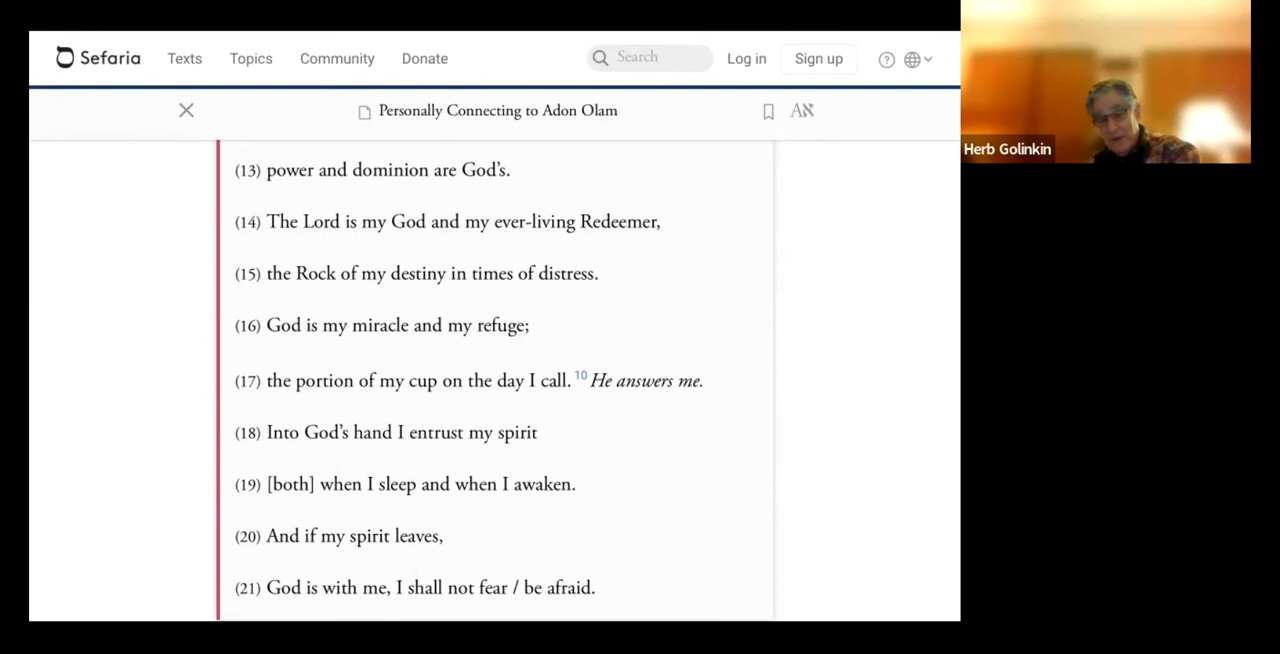 Sefaria Texts Topics Community Donate Search Log in Sign up
Personally Connecting to Adon Olam Aא
Herb Golinkin
(13) power and dominion are God’s.
(14) The Lord is my God and my ever-living Redeemer,
(15) the Rock of my destiny in times of distress.
(16) God is my miracle and my refuge;
(17) the portion of my cup on the day I call. 10 He answers me.
(18) Into God’s hand I entrust my spirit
(19) [both] when I sleep and when I awaken.
(20) And if my spirit leaves,
(21) God is with me, I shall not fear / be afraid.